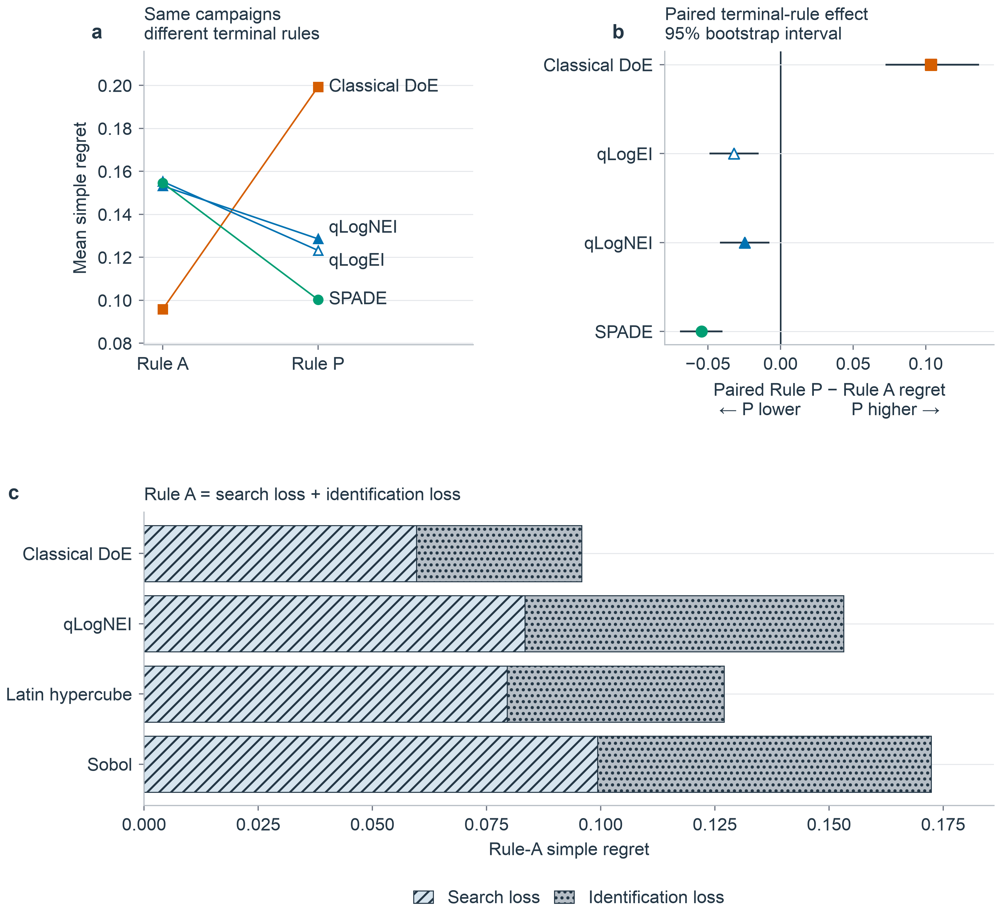 a
Same campaigns
different terminal rules
Mean simple regret
0.20
0.18
0.16
0.14
0.12
0.10
0.08
Classical DoE
qLogNEI
qLogEI
SPADE
Rule A
Rule P
b
Paired terminal-rule effect
95% bootstrap interval
Classical DoE
qLogEI
qLogNEI
SPADE
−0.05
0.00
0.05
0.10
Paired Rule P − Rule A regret
← P lower
P higher →
c
Rule A = search loss + identification loss
Classical DoE
qLogNEI
Latin hypercube
Sobol
0.000
0.025
0.050
0.075
0.100
0.125
0.150
0.175
Rule-A simple regret
Search loss
Identification loss